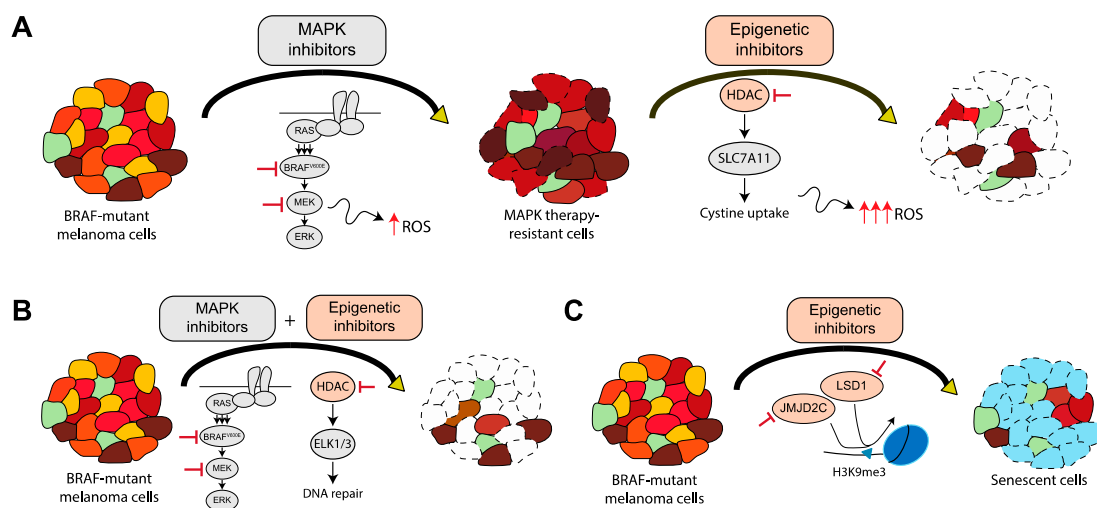 A
MAPK
inhibitors
RAS
BRAFV600E
MEK
ERK
ROS
BRAF-mutant
melanoma cells
MAPK therapy-
resistant cells
Epigenetic
inhibitors
HDAC
SLC7A11
Cystine uptake
ROS
B
MAPK
inhibitors
+
Epigenetic
inhibitors
RAS
BRAFV600E
MEK
ERK
HDAC
ELK1/3
DNA repair
BRAF-mutant
melanoma cells
C
Epigenetic
inhibitors
LSD1
JMJD2C
H3K9me3
BRAF-mutant
melanoma cells
Senescent cells